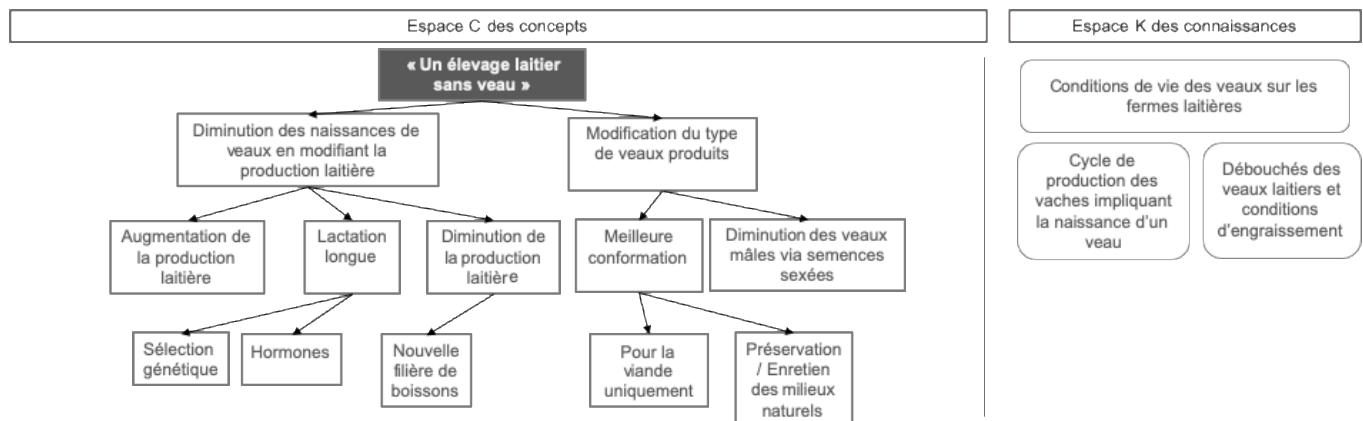 Espace C des concepts
Espace K des connaissances
« Un élevage laitier
sans veau »
Diminution des naissances de
veaux en modifiant la
production laitière
Modification du type
de veaux produits
Augmentation de
la production
laitière
Lactation
longue
Diminution de
la production
laitière
Meilleure
conformation
Diminution des veaux
mâles via semences
sexées
Sélection
génétique
Hormones
Nouvelle
filière de
boissons
Pour la
viande
uniquement
Préservation
/ Enretien
des milieux
naturels
Conditions de vie des veaux sur les
fermes laitières
Cycle de
production des
vaches impliquant
la naissance d'un
veau
Débouchés des
veaux laitiers et
conditions
d'engraissement